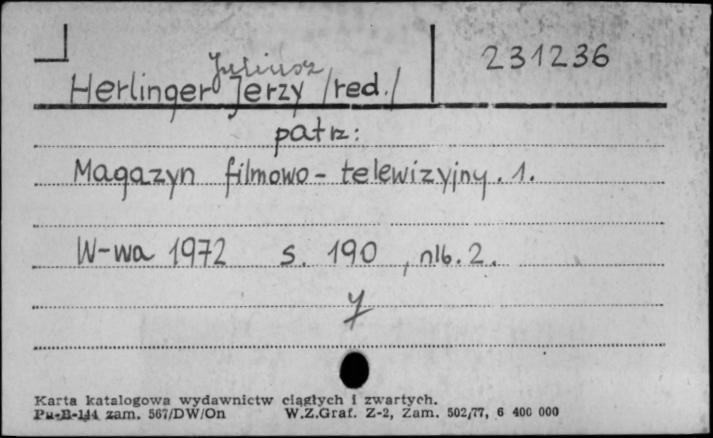 231236
Juliusz
Herlinger Jerzy /red./
patrz:
Magazyn filmowo-telewizyjny. 1.
W-wa 1972 s. 190, nlb. 2.
Karta katalogowa wydawnictw ciągłych i zwartych.
Pu-B-144 zam. 567/DW/On W.Z.Graf. Z-2, Zam. 502/77, 6 400 000